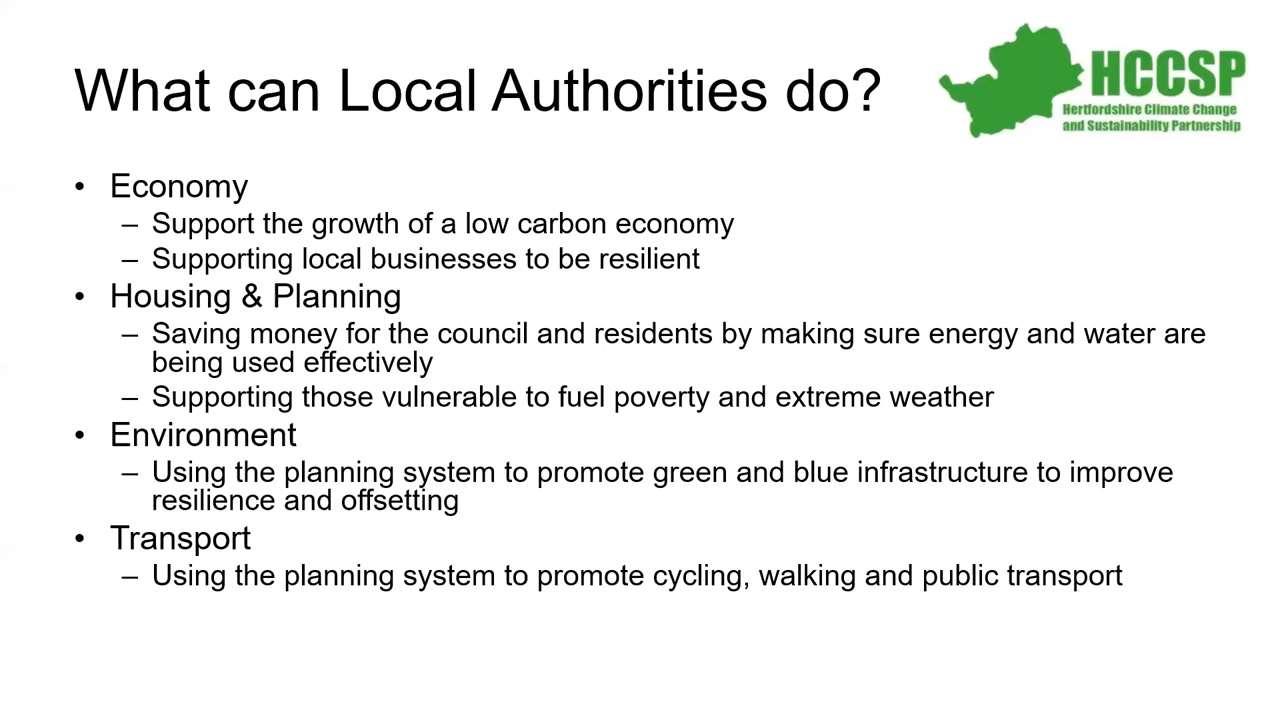 What can Local Authorities do?
HCCSP
Hertfordshire Climate Change
and Sustainability Partnership
• Economy
– Support the growth of a low carbon economy
– Supporting local businesses to be resilient
• Housing & Planning
– Saving money for the council and residents by making sure energy and water are
being used effectively
– Supporting those vulnerable to fuel poverty and extreme weather
• Environment
– Using the planning system to promote green and blue infrastructure to improve
resilience and offsetting
• Transport
– Using the planning system to promote cycling, walking and public transport